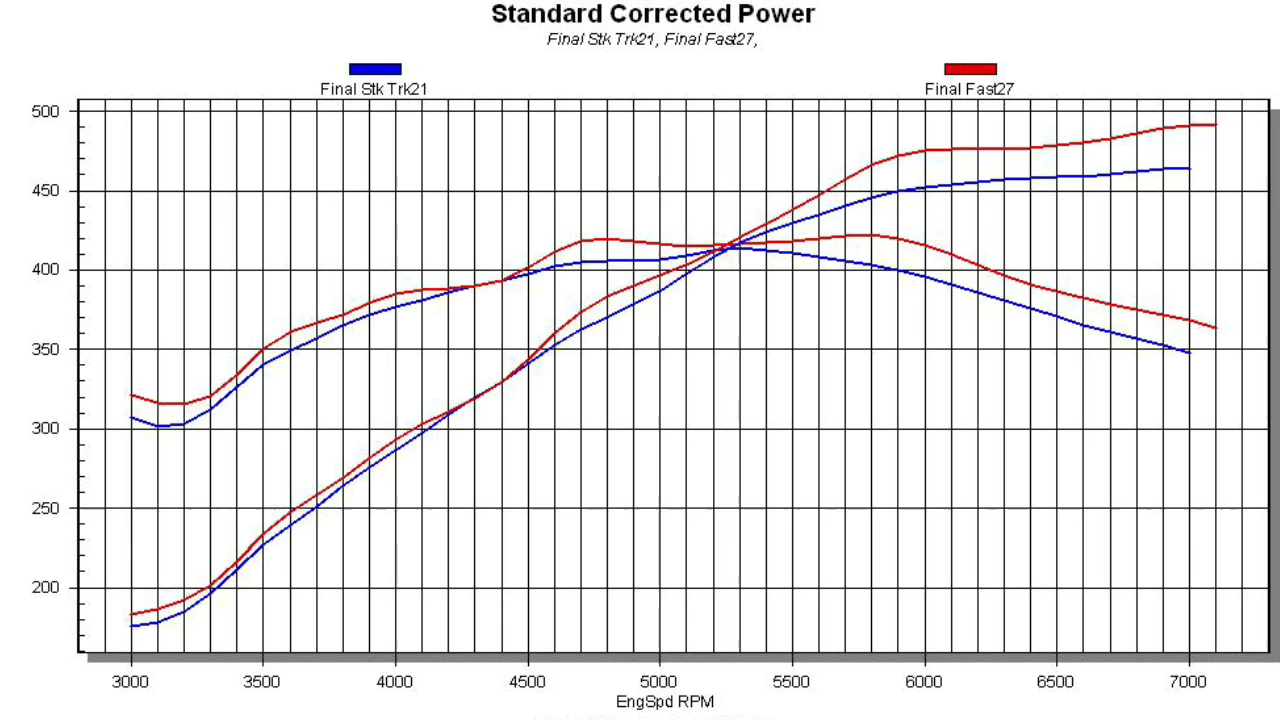 Standard Corrected Power
Final Stk Trk21, Final Fast27,
Final Stk Trk21
Final Fast27
500
450
400
350
300
250
200
3000 3500 4000 4500 5000 5500 6000 6500 7000
EngSpd RPM